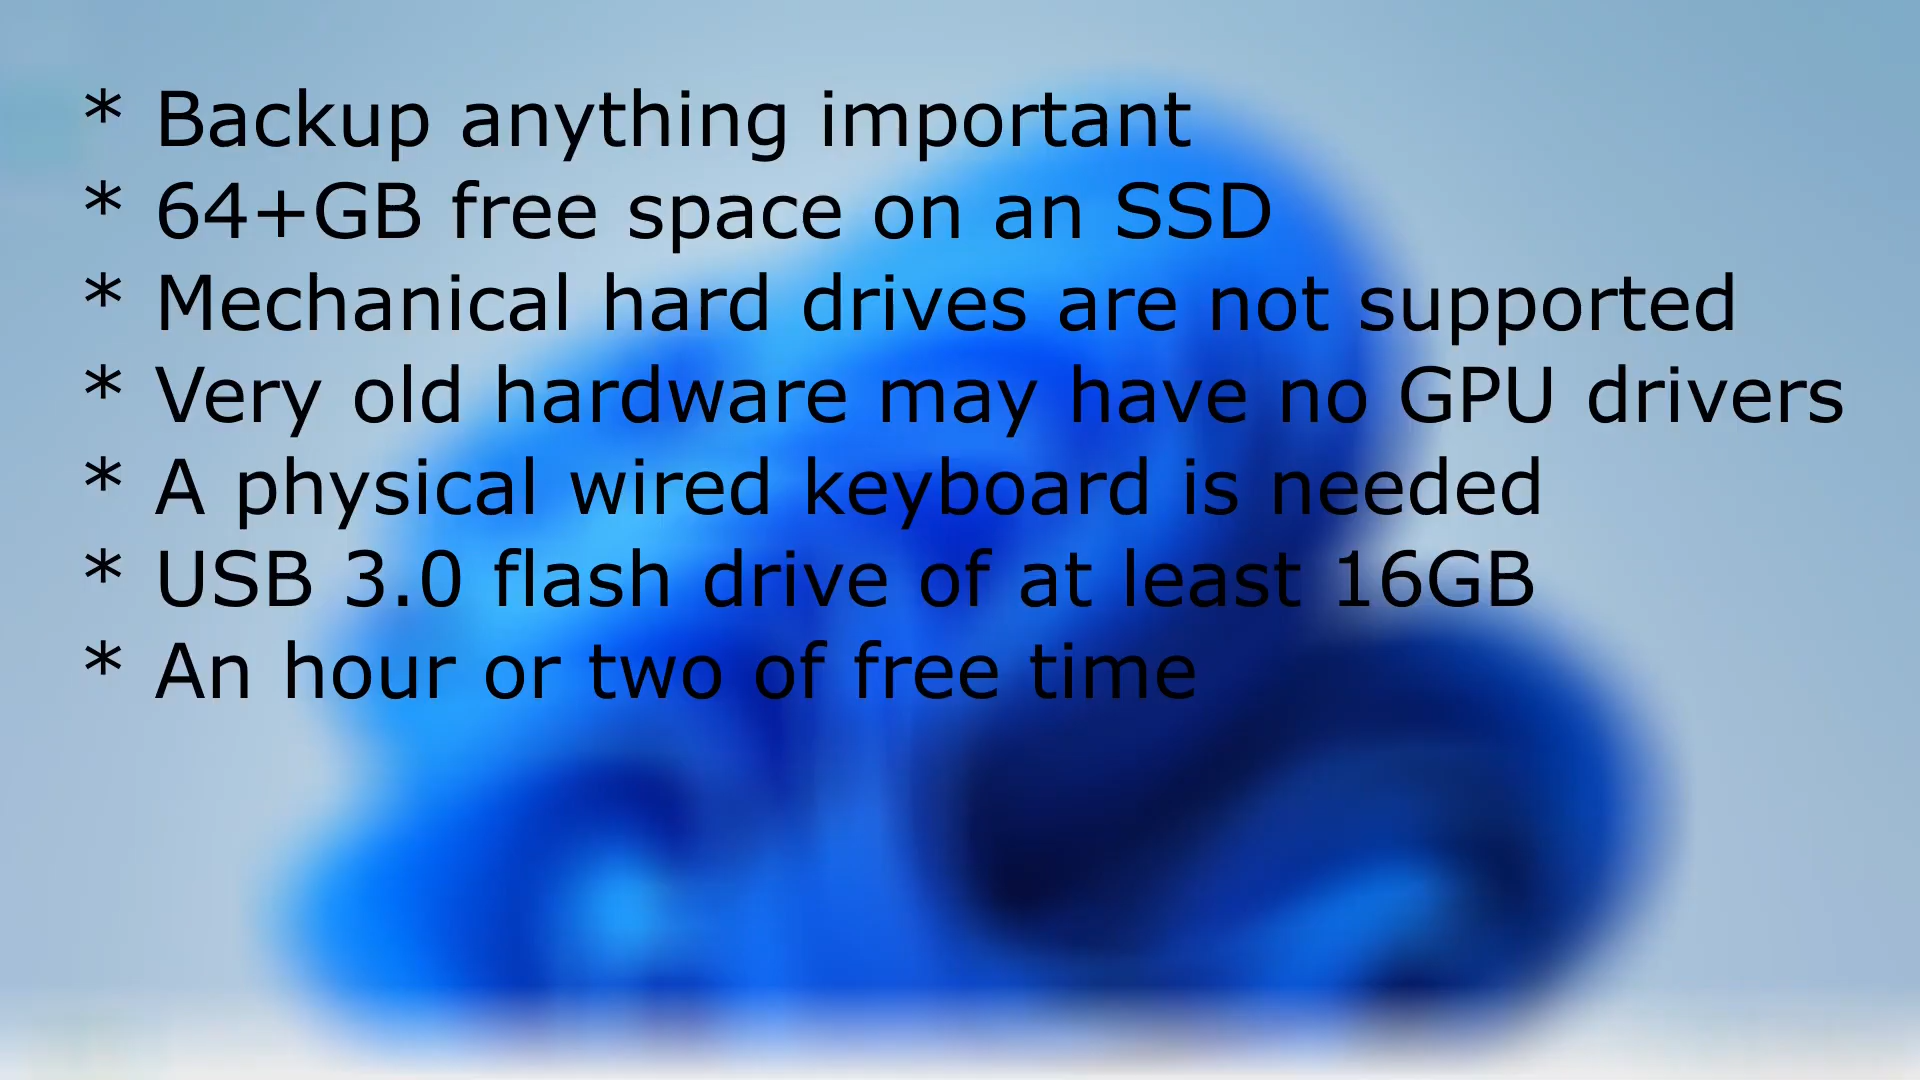 * Backup anything important
* 64+GB free space on an SSD
* Mechanical hard drives are not supported
* Very old hardware may have no GPU drivers
* A physical wired keyboard is needed
* USB 3.0 flash drive of at least 16GB
* An hour or two of free time